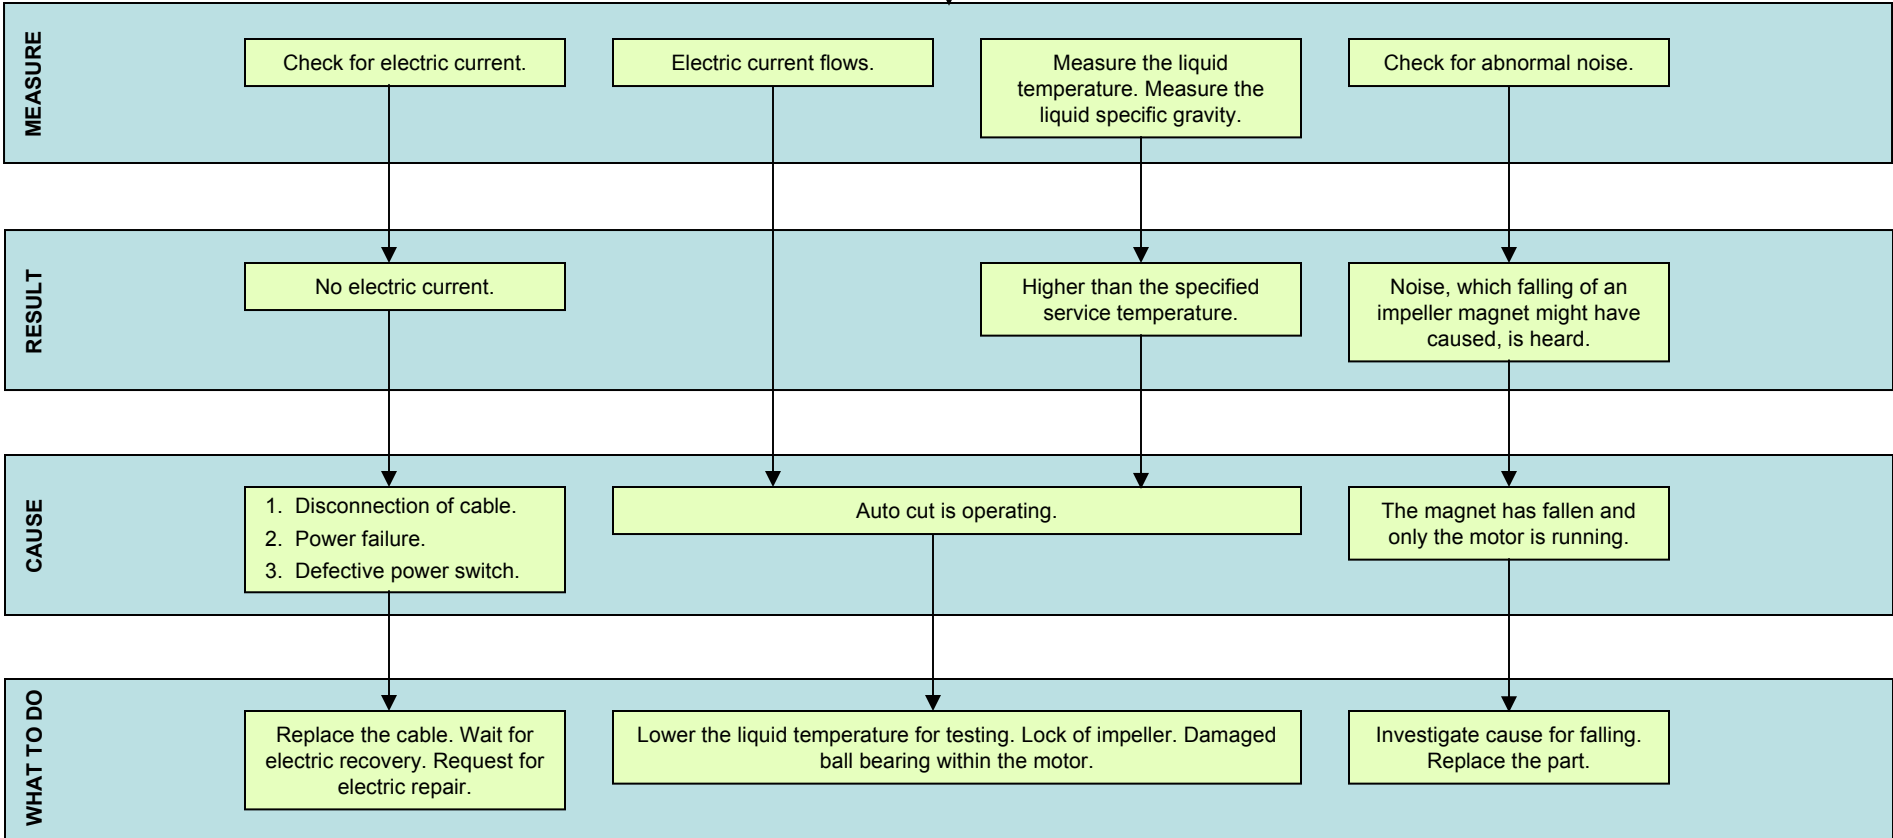 MEASURE
Check for electric current.
Electric current flows.
Measure the liquid
temperature. Measure the
liquid specific gravity.
Check for abnormal noise.
RESULT
No electric current.
Higher than the specified
service temperature.
Noise, which falling of an
impeller magnet might have
caused, is heard.
CAUSE
1. Disconnection of cable.
2. Power failure.
3. Defective power switch.
Auto cut is operating.
The magnet has fallen and
only the motor is running.
WHAT TO DO
Replace the cable. Wait for
electric recovery. Request for
electric repair.
Lower the liquid temperature for testing. Lock of impeller. Damaged
ball bearing within the motor.
Investigate cause for falling.
Replace the part.